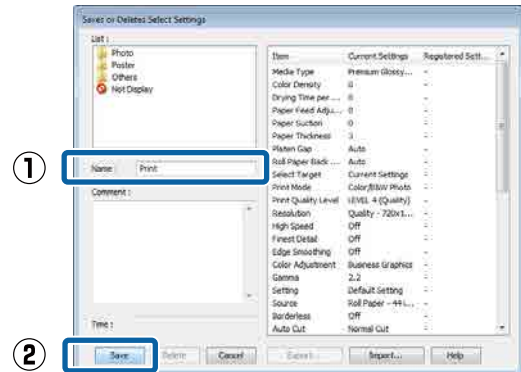 Saves or Deletes Select Settings
List :
Photo
Poster
Others
Not Display
Item Current Settings Registered Sett...
Media Type Premium Glossy... -
Color Density 0 -
Drying Time per ... 0 -
Paper Feed Adju... 0 -
Paper Suction 0 -
Paper Thickness 3 -
Platen Gap Auto -
Roll Paper Back ... Auto -
Select Target Current Settings -
Print Mode Color/B&W Photo -
Print Quality Level LEVEL 4 (Quality) -
Resolution Quality - 720x1... -
High Speed Off -
Finest Detail Off -
Edge Smoothing Off -
Color Adjustment Business Graphics -
Gamma 2.2 -
Setting Default Setting -
Source Roll Paper - 44 i... -
Borderless Off -
Auto Cut Normal Cut -
① Name : Print
Comment :
Time :
② Save Delete Cancel Export... Import... Help